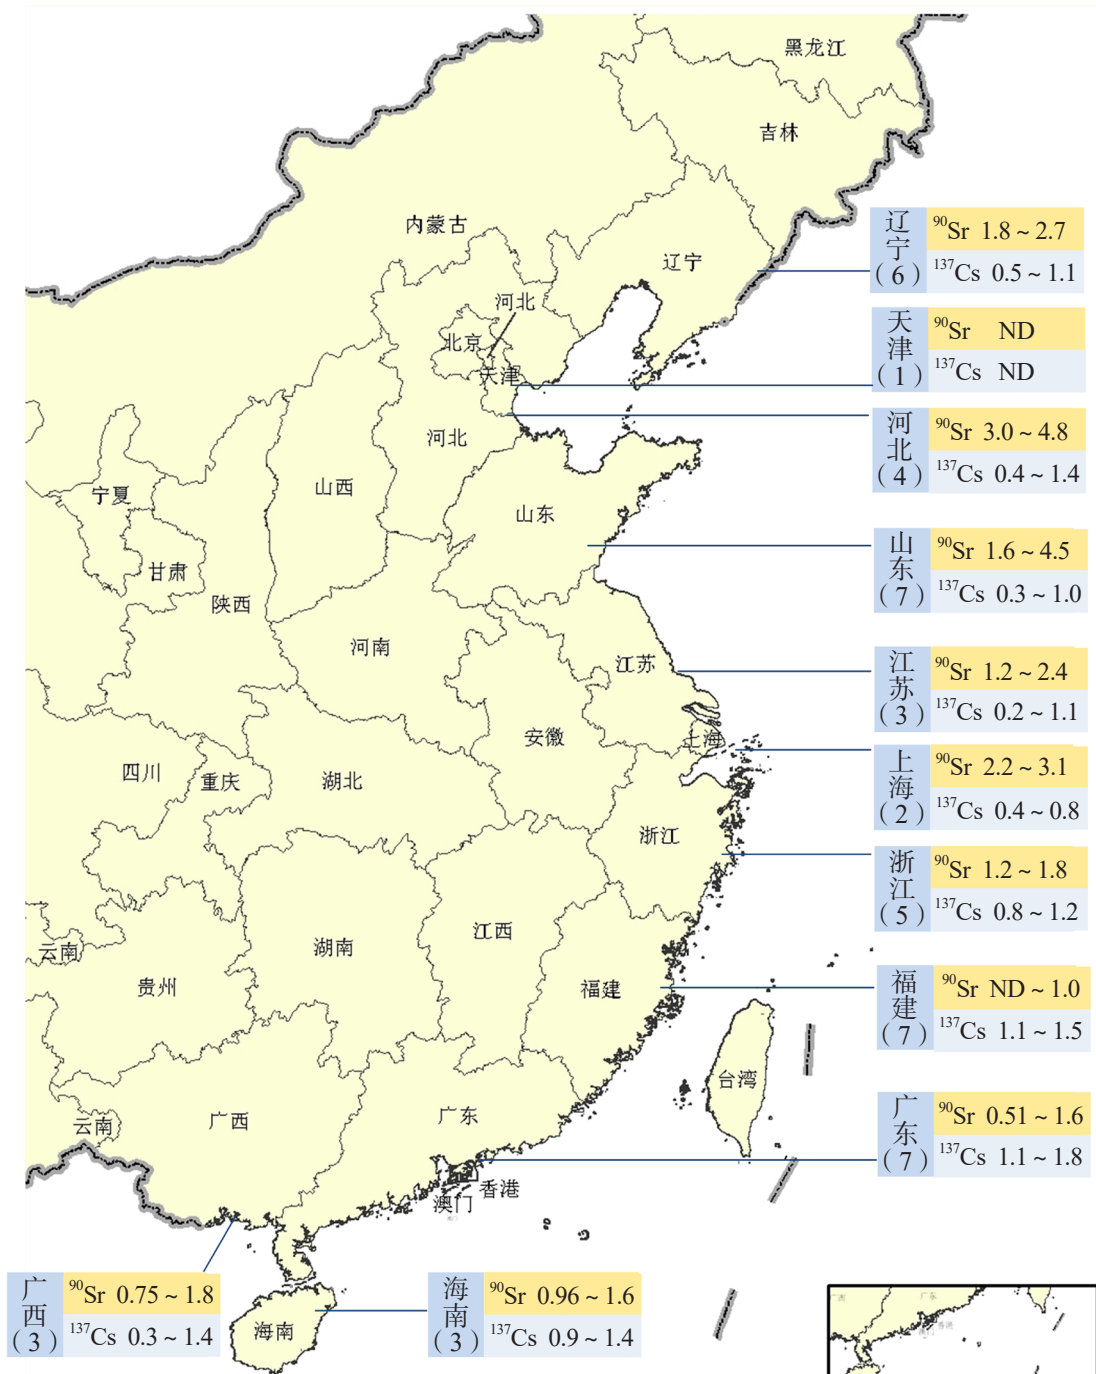 黑龙江
吉林
内蒙古
辽宁
河北
北京
天津
河北
宁夏
山西
山东
甘肃
陕西
河南
江苏
安徽
上海
四川
重庆
湖北
浙江
江西
湖南
云南
贵州
福建
台湾
广西
广东
云南
香港
澳门
海南
辽宁(6)
⁹⁰Sr 1.8 ~ 2.7
¹³⁷Cs 0.5 ~ 1.1
天津(1)
⁹⁰Sr ND
¹³⁷Cs ND
河北(4)
⁹⁰Sr 3.0 ~ 4.8
¹³⁷Cs 0.4 ~ 1.4
山东(7)
⁹⁰Sr 1.6 ~ 4.5
¹³⁷Cs 0.3 ~ 1.0
江苏(3)
⁹⁰Sr 1.2 ~ 2.4
¹³⁷Cs 0.2 ~ 1.1
上海(2)
⁹⁰Sr 2.2 ~ 3.1
¹³⁷Cs 0.4 ~ 0.8
浙江(5)
⁹⁰Sr 1.2 ~ 1.8
¹³⁷Cs 0.8 ~ 1.2
福建(7)
⁹⁰Sr ND ~ 1.0
¹³⁷Cs 1.1 ~ 1.5
广东(7)
⁹⁰Sr 0.51 ~ 1.6
¹³⁷Cs 1.1 ~ 1.8
广西(3)
⁹⁰Sr 0.75 ~ 1.8
¹³⁷Cs 0.3 ~ 1.4
海南(3)
⁹⁰Sr 0.96 ~ 1.6
¹³⁷Cs 0.9 ~ 1.4
广西
广东
香港
澳门